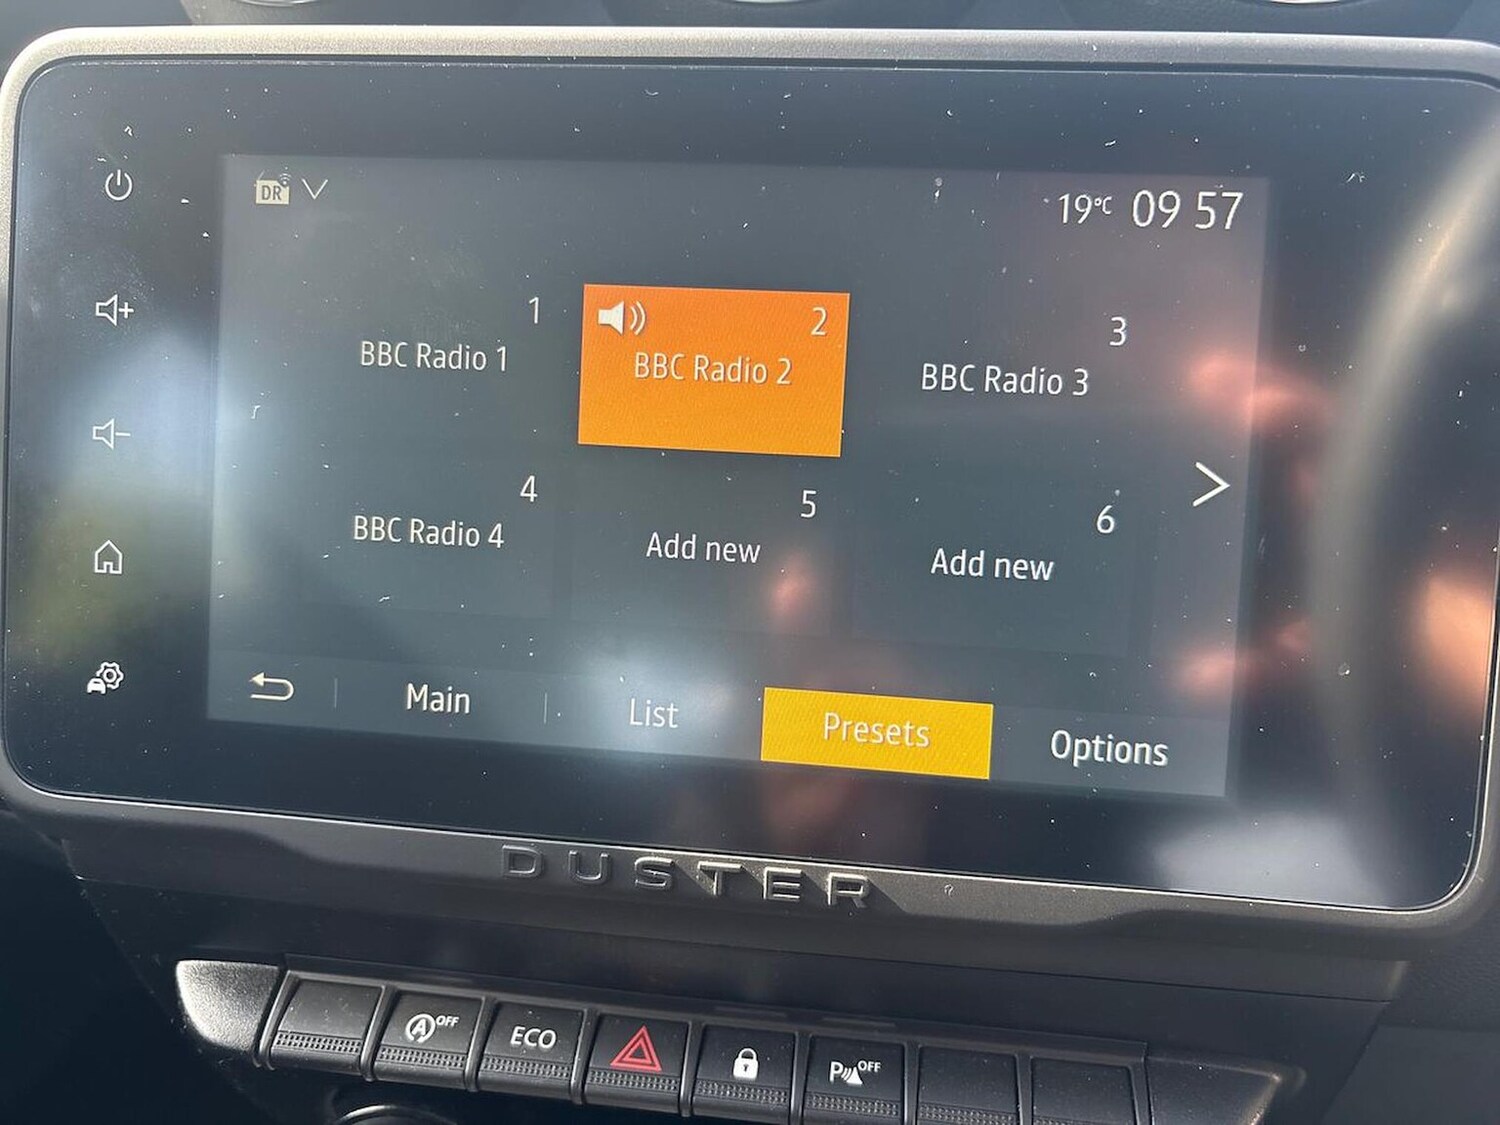 DR
19°C 09 57
1
BBC Radio 1
2
BBC Radio 2
3
BBC Radio 3
4
BBC Radio 4
5
Add new
6
Add new
Main
List
Presets
Options
DUSTER
A OFF
ECO
P OFF